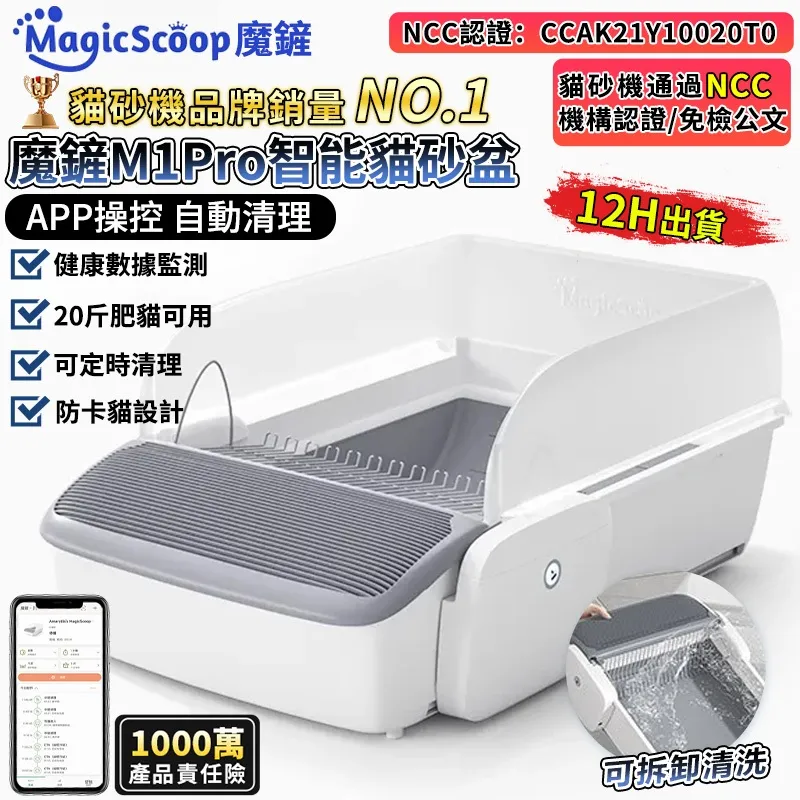 MagicScoop魔鏟
NCC認證：CCAK21Y10020T0
貓砂機品牌銷量NO.1
貓砂機通過NCC
機構認證/免檢公文
魔鏟M1Pro智能貓砂盆
APP操控 自動清理
12H出貨
健康數據監測
20斤肥貓可用
可定時清理
防卡貓設計
MagicScoop
1000萬
產品責任險
可拆卸清洗